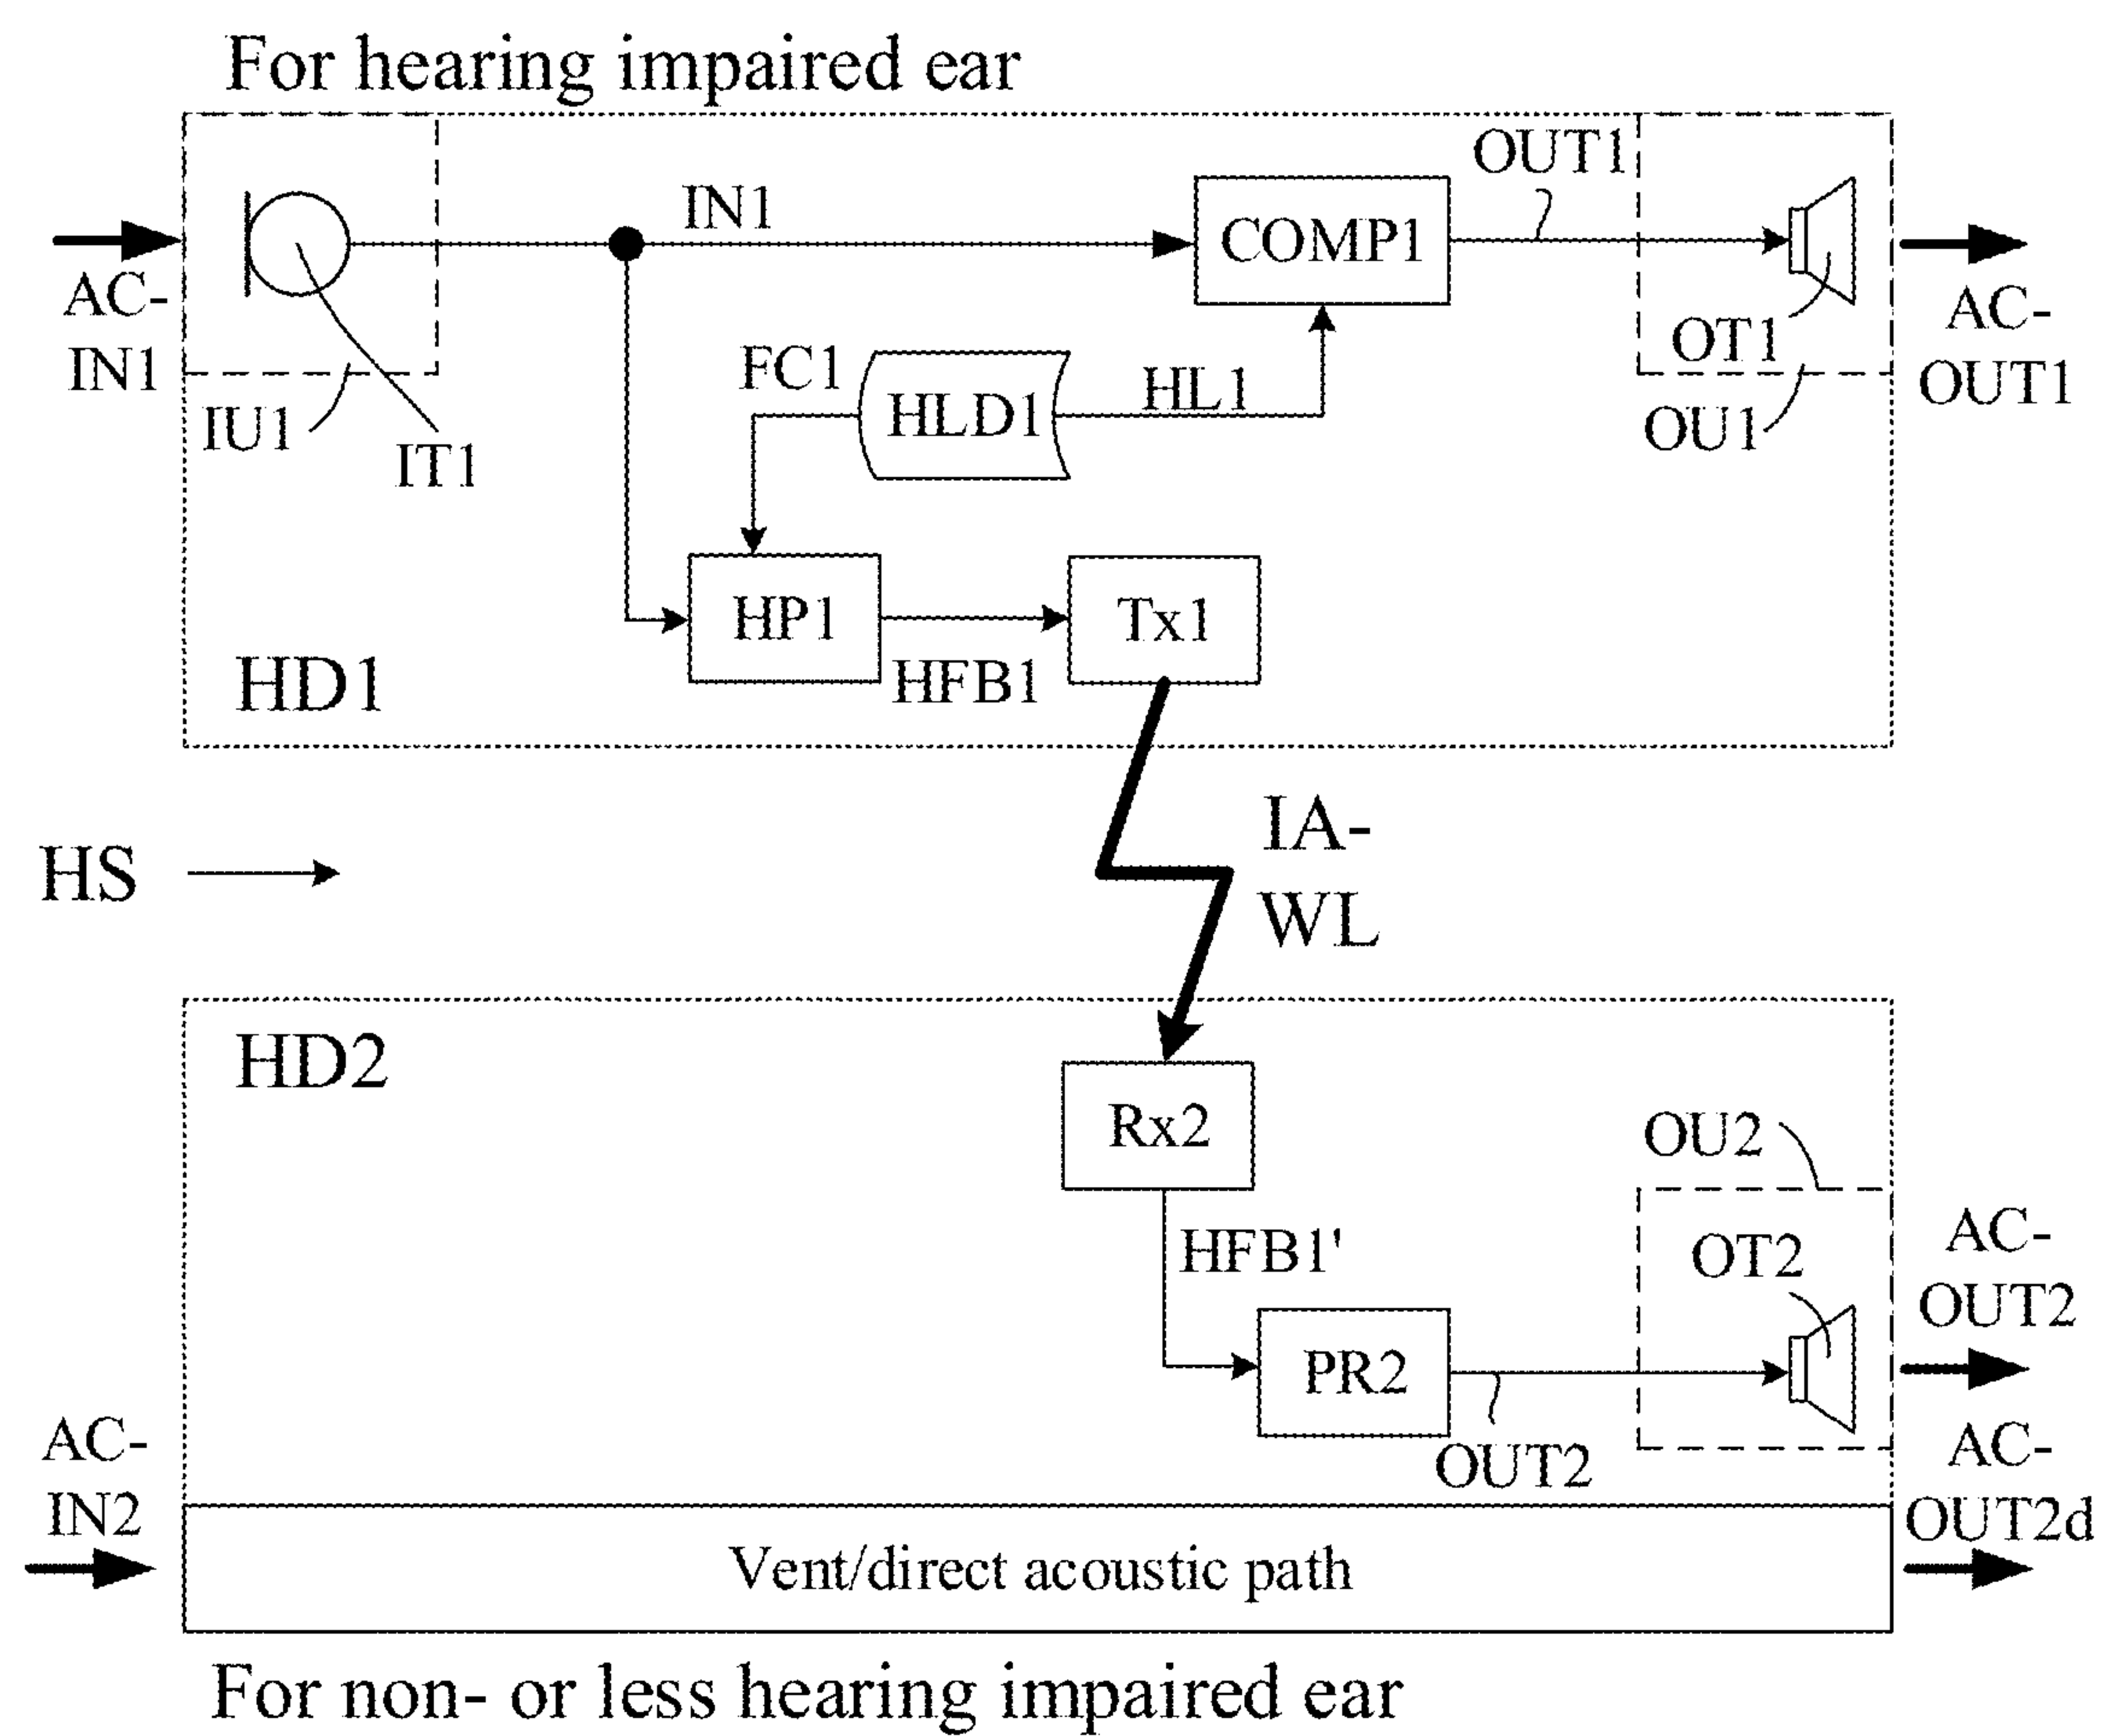 For hearing impaired ear
AC-
IN1
IU1
IT1
IN1
COMP1
OUT1
OT1
OU1
AC-
OUT1
FC1
HLD1
HL1
HP1
HFB1
Tx1
HD1
HS
IA-
WL
HD2
Rx2
HFB1'
PR2
OUT2
OU2
OT2
AC-
OUT2
AC-
IN2
Vent/direct acoustic path
AC-
OUT2d
For non- or less hearing impaired ear